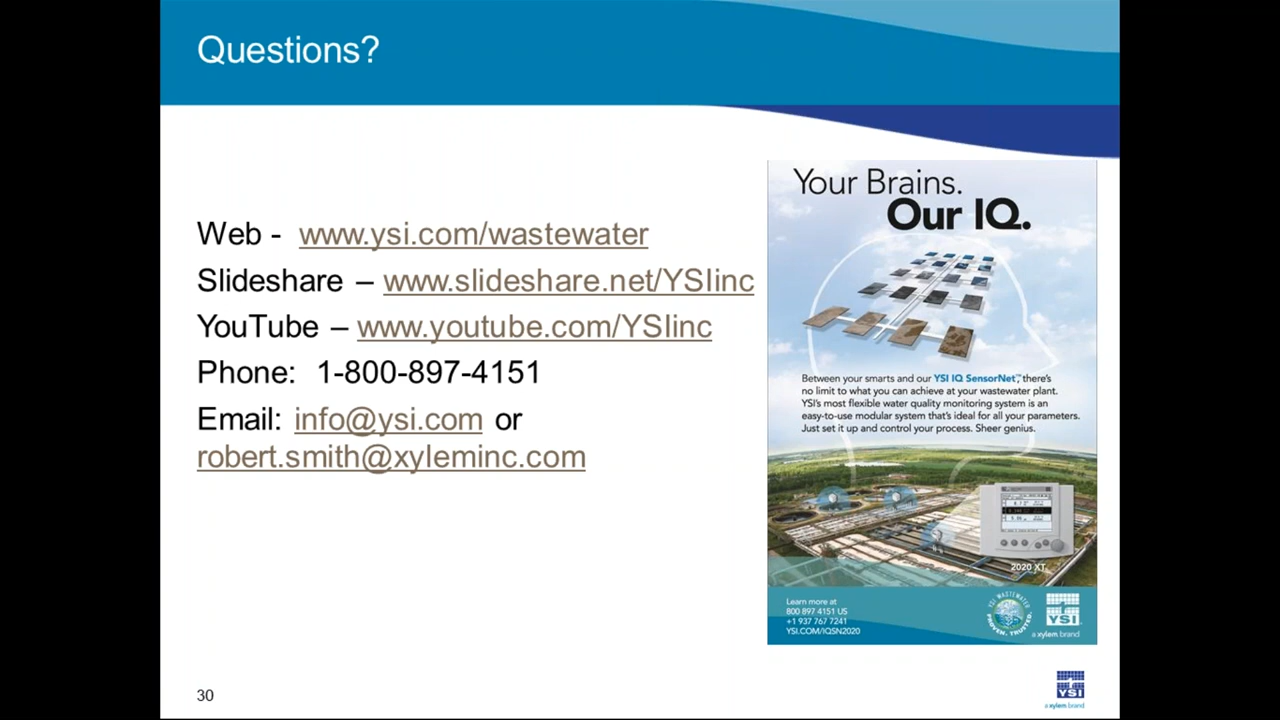 Questions?
Web - www.ysi.com/wastewater
Slideshare – www.slideshare.net/YSIinc
YouTube – www.youtube.com/YSIinc
Phone: 1-800-897-4151
Email: info@ysi.com or
robert.smith@xyleminc.com
Your Brains.
Our IQ.
Between your smarts and our YSI IQ SensorNet™, there's
no limit to what you can achieve at your wastewater plant.
YSI's most flexible water quality monitoring system is an
easy-to-use modular system that's ideal for all your parameters.
Just set it up and control your process. Sheer genius.
2020 XT
Learn more at
800 897 4151 US
+1 937 767 7241
YSI.COM/IQSN2020
YSI WASTEWATER
PROVEN. TRUSTED.
YSI
a xylem brand
30
YSI
a xylem brand